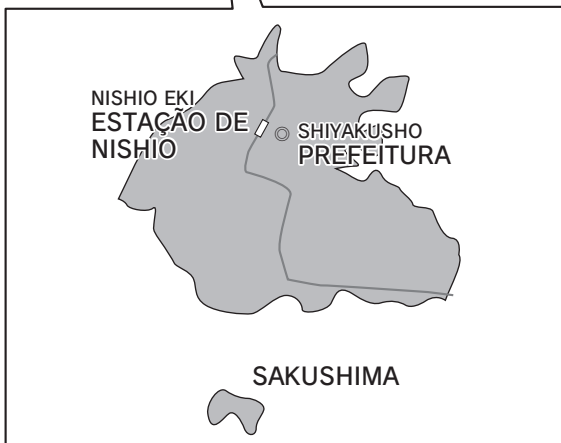 NISHIO EKI
ESTAÇÃO DE
NISHIO
SHIYAKUSHO
PREFEITURA
SAKUSHIMA